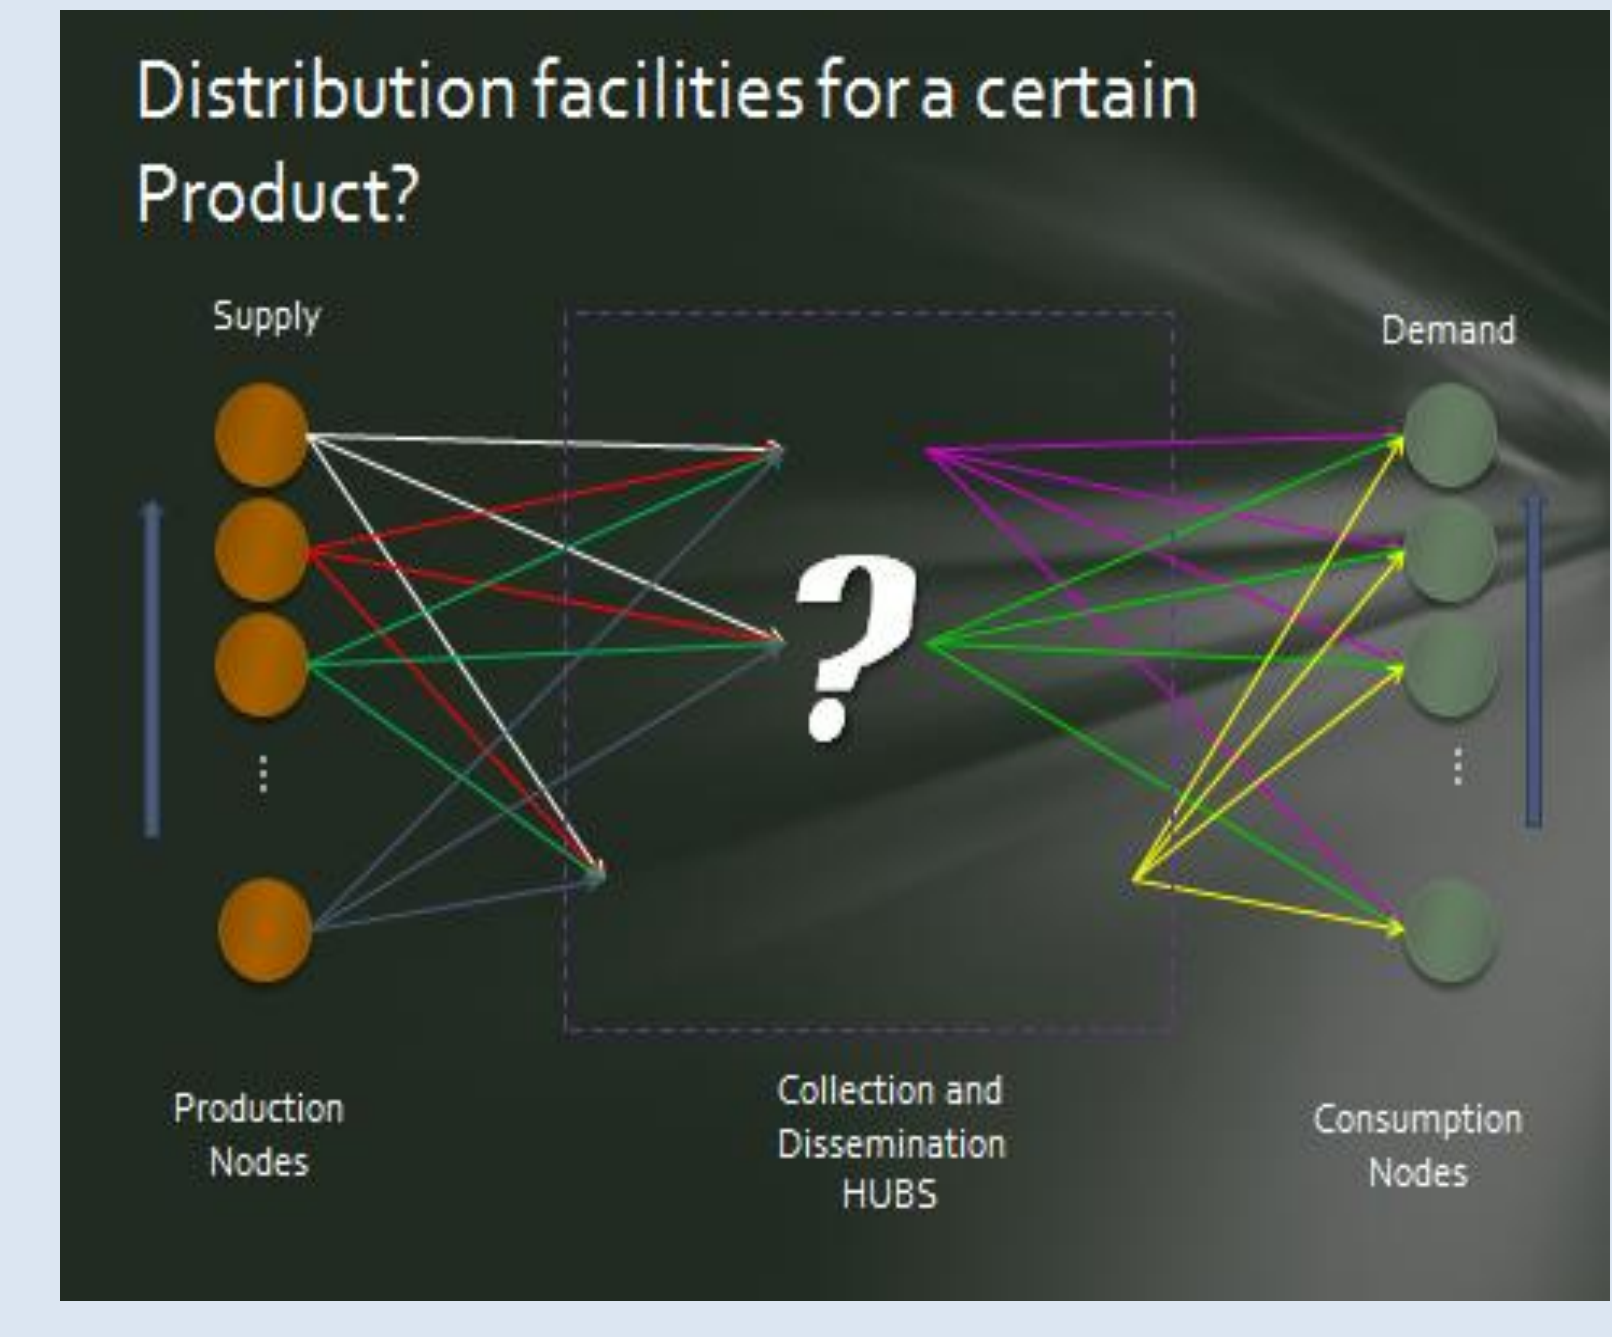 Distribution facilities for a certain
Product?
Supply
Demand
?
⋮
⋮
Production
Nodes
Collection and
Dissemination
HUBS
Consumption
Nodes